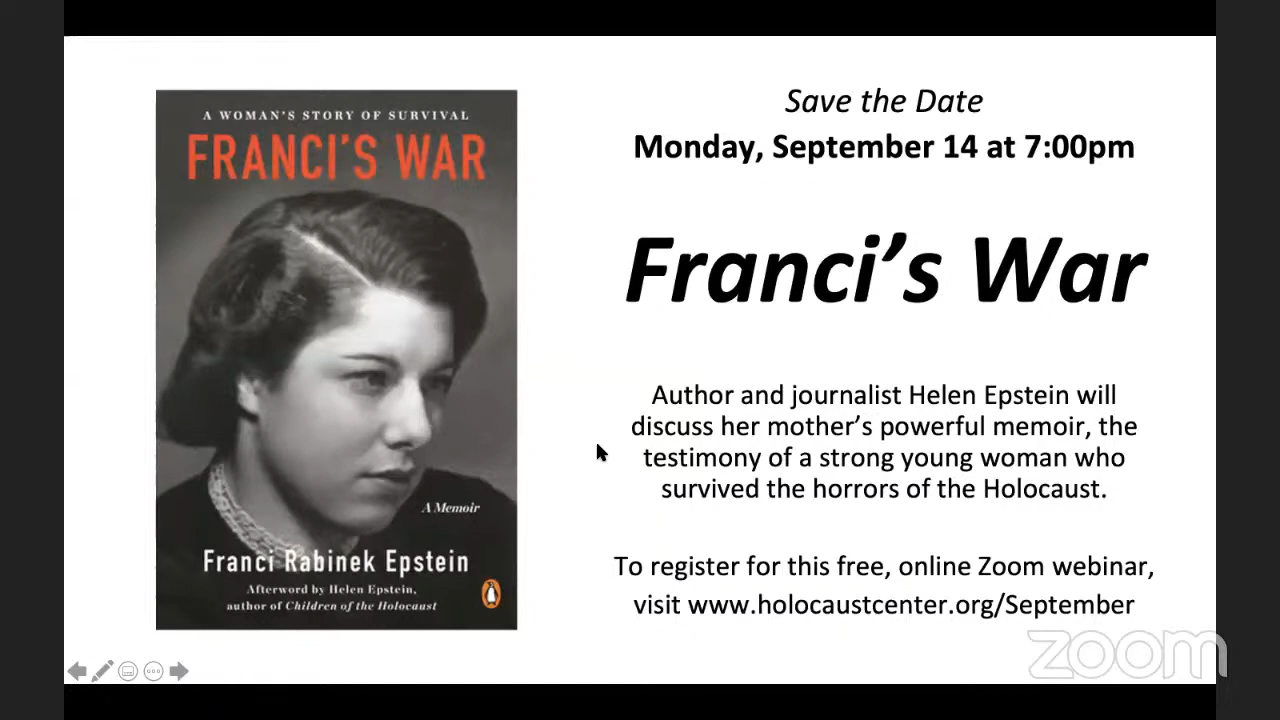 A WOMAN'S STORY OF SURVIVAL
FRANCI'S WAR
A Memoir
Franci Rabinek Epstein
Afterword by Helen Epstein,
author of Children of the Holocaust
Save the Date
Monday, September 14 at 7:00pm
Franci's War
Author and journalist Helen Epstein will
discuss her mother's powerful memoir, the
testimony of a strong young woman who
survived the horrors of the Holocaust.
To register for this free, online Zoom webinar,
visit www.holocaustcenter.org/September
zoom